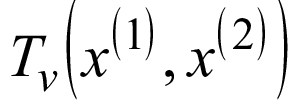 T_v(x^(1), x^(2))